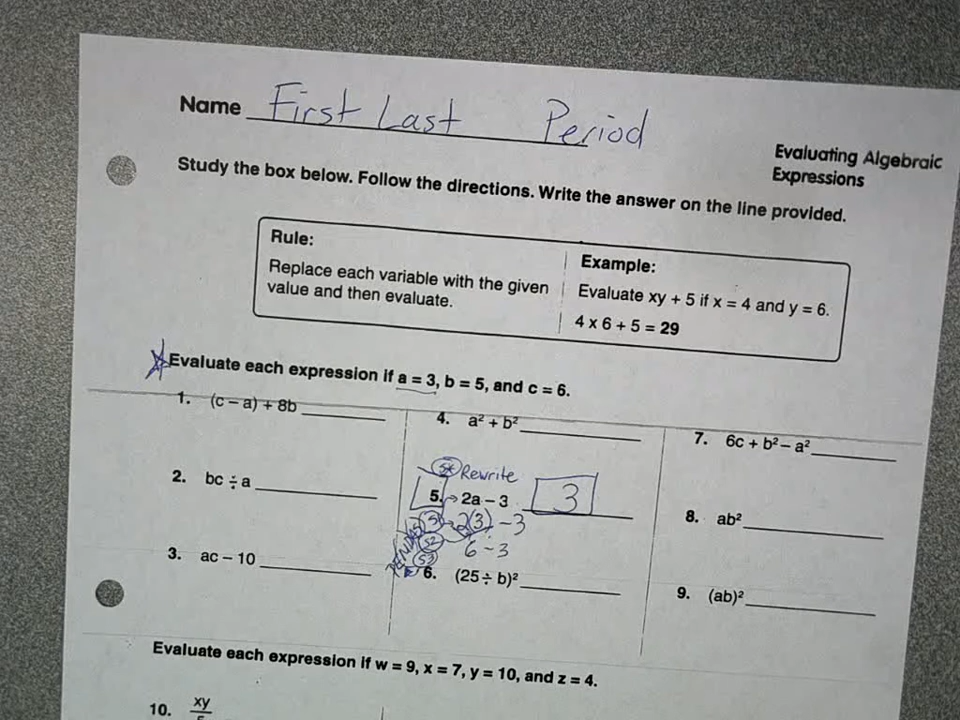 Name First Last Period
Evaluating Algebraic
Expressions
Study the box below. Follow the directions. Write the answer on the line provided.
Rule:
Replace each variable with the given
value and then evaluate.
Example:
Evaluate xy + 5 if x = 4 and y = 6.
4 x 6 + 5 = 29
Evaluate each expression if a = 3, b = 5, and c = 6.
1. (c – a) + 8b
2. bc ÷ a
3. ac – 10
4. a² + b²
Rewrite
5. 2a – 3 3
2(3) – 3
6 – 3
PEMDAS
6. (25 ÷ b)²
7. 6c + b² – a²
8. ab²
9. (ab)²
Evaluate each expression if w = 9, x = 7, y = 10, and z = 4.
10. xy